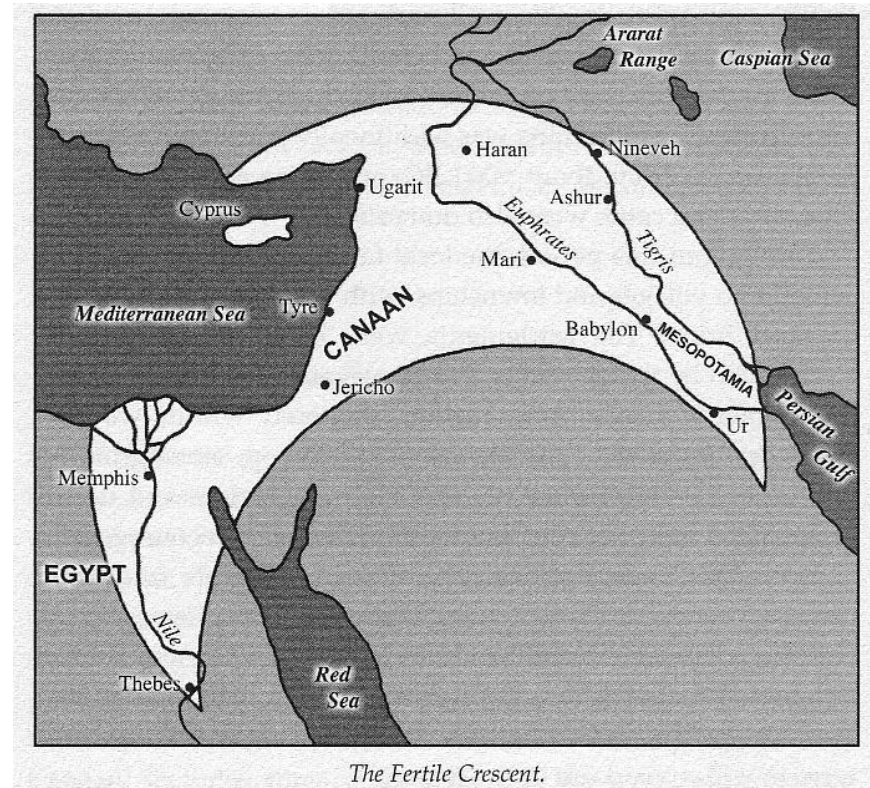 Ararat
Range
Caspian Sea
Haran
Nineveh
Ugarit
Ashur
Cyprus
Euphrates
Tigris
Mari
Mediterranean Sea
Tyre
CANAAN
Babylon
MESOPOTAMIA
Jericho
Persian
Gulf
Ur
Memphis
EGYPT
Nile
Thebes
Red
Sea
The Fertile Crescent.